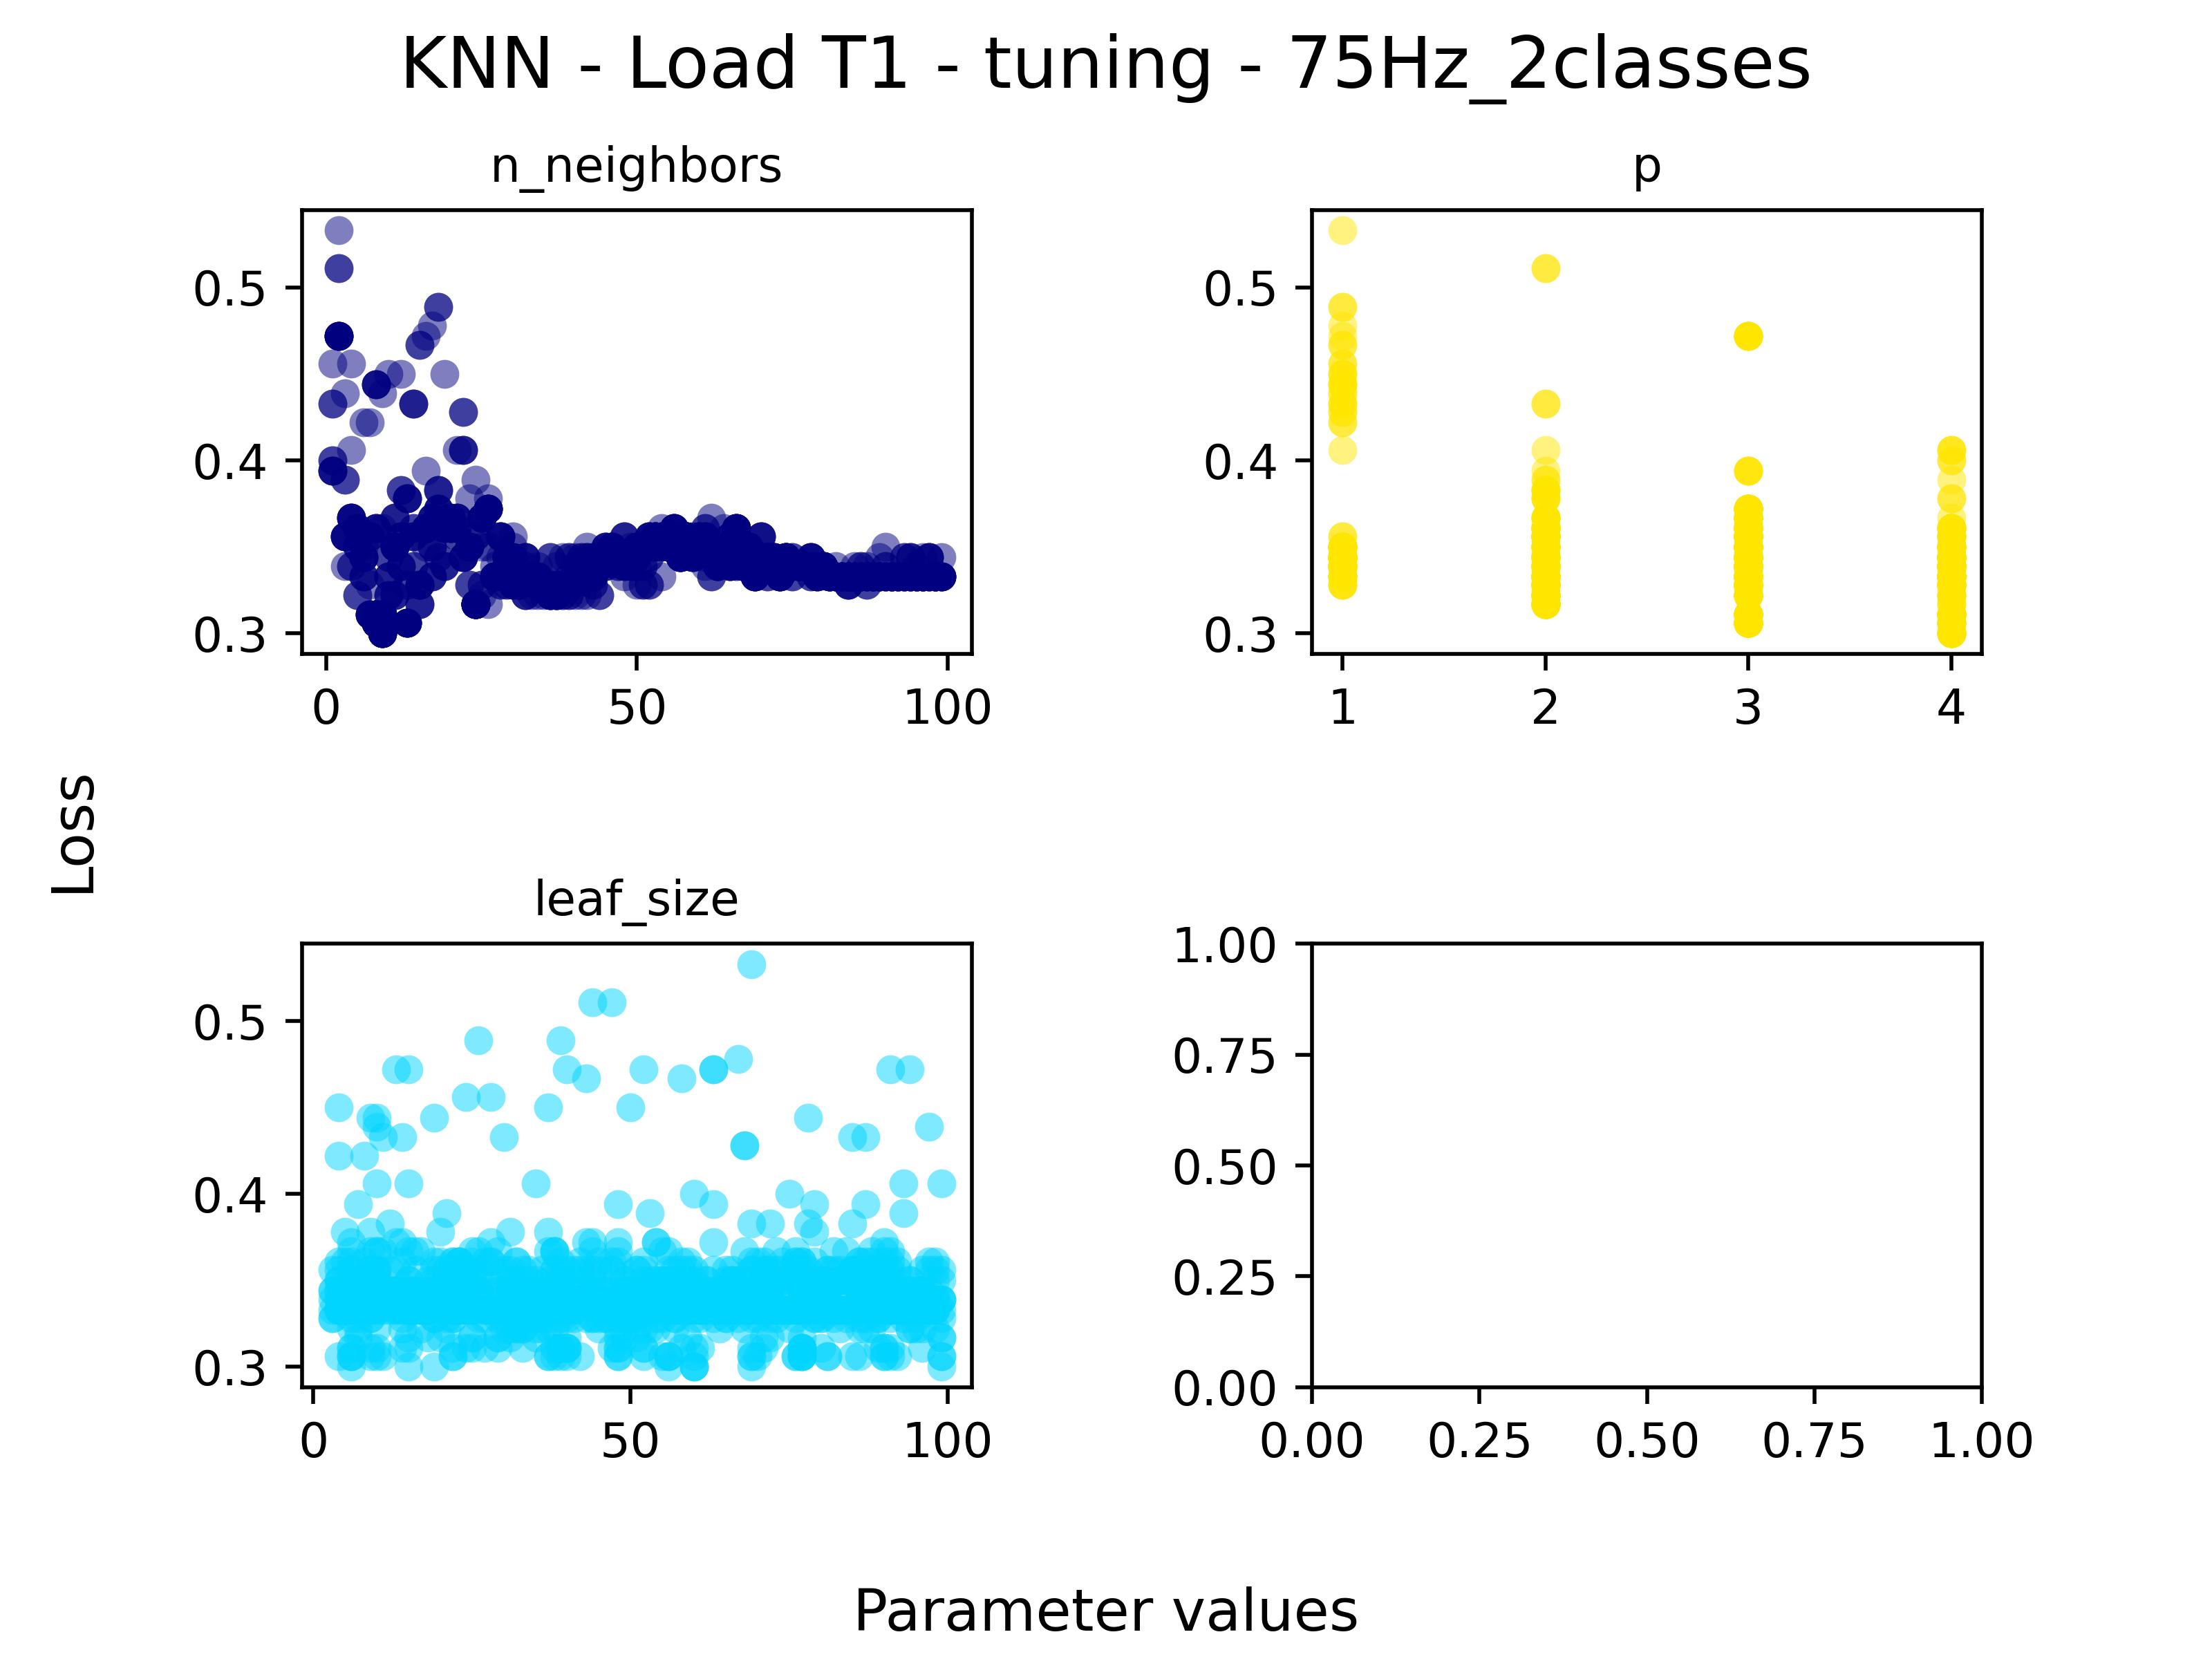 KNN - Load T1 - tuning - 75Hz_2classes
n_neighbors
0.5
0.4
0.3
0 50 100
p
0.5
0.4
0.3
1 2 3 4
Loss
leaf_size
0.5
0.4
0.3
0 50 100
1.00
0.75
0.50
0.25
0.00
0.00 0.25 0.50 0.75 1.00
Parameter values